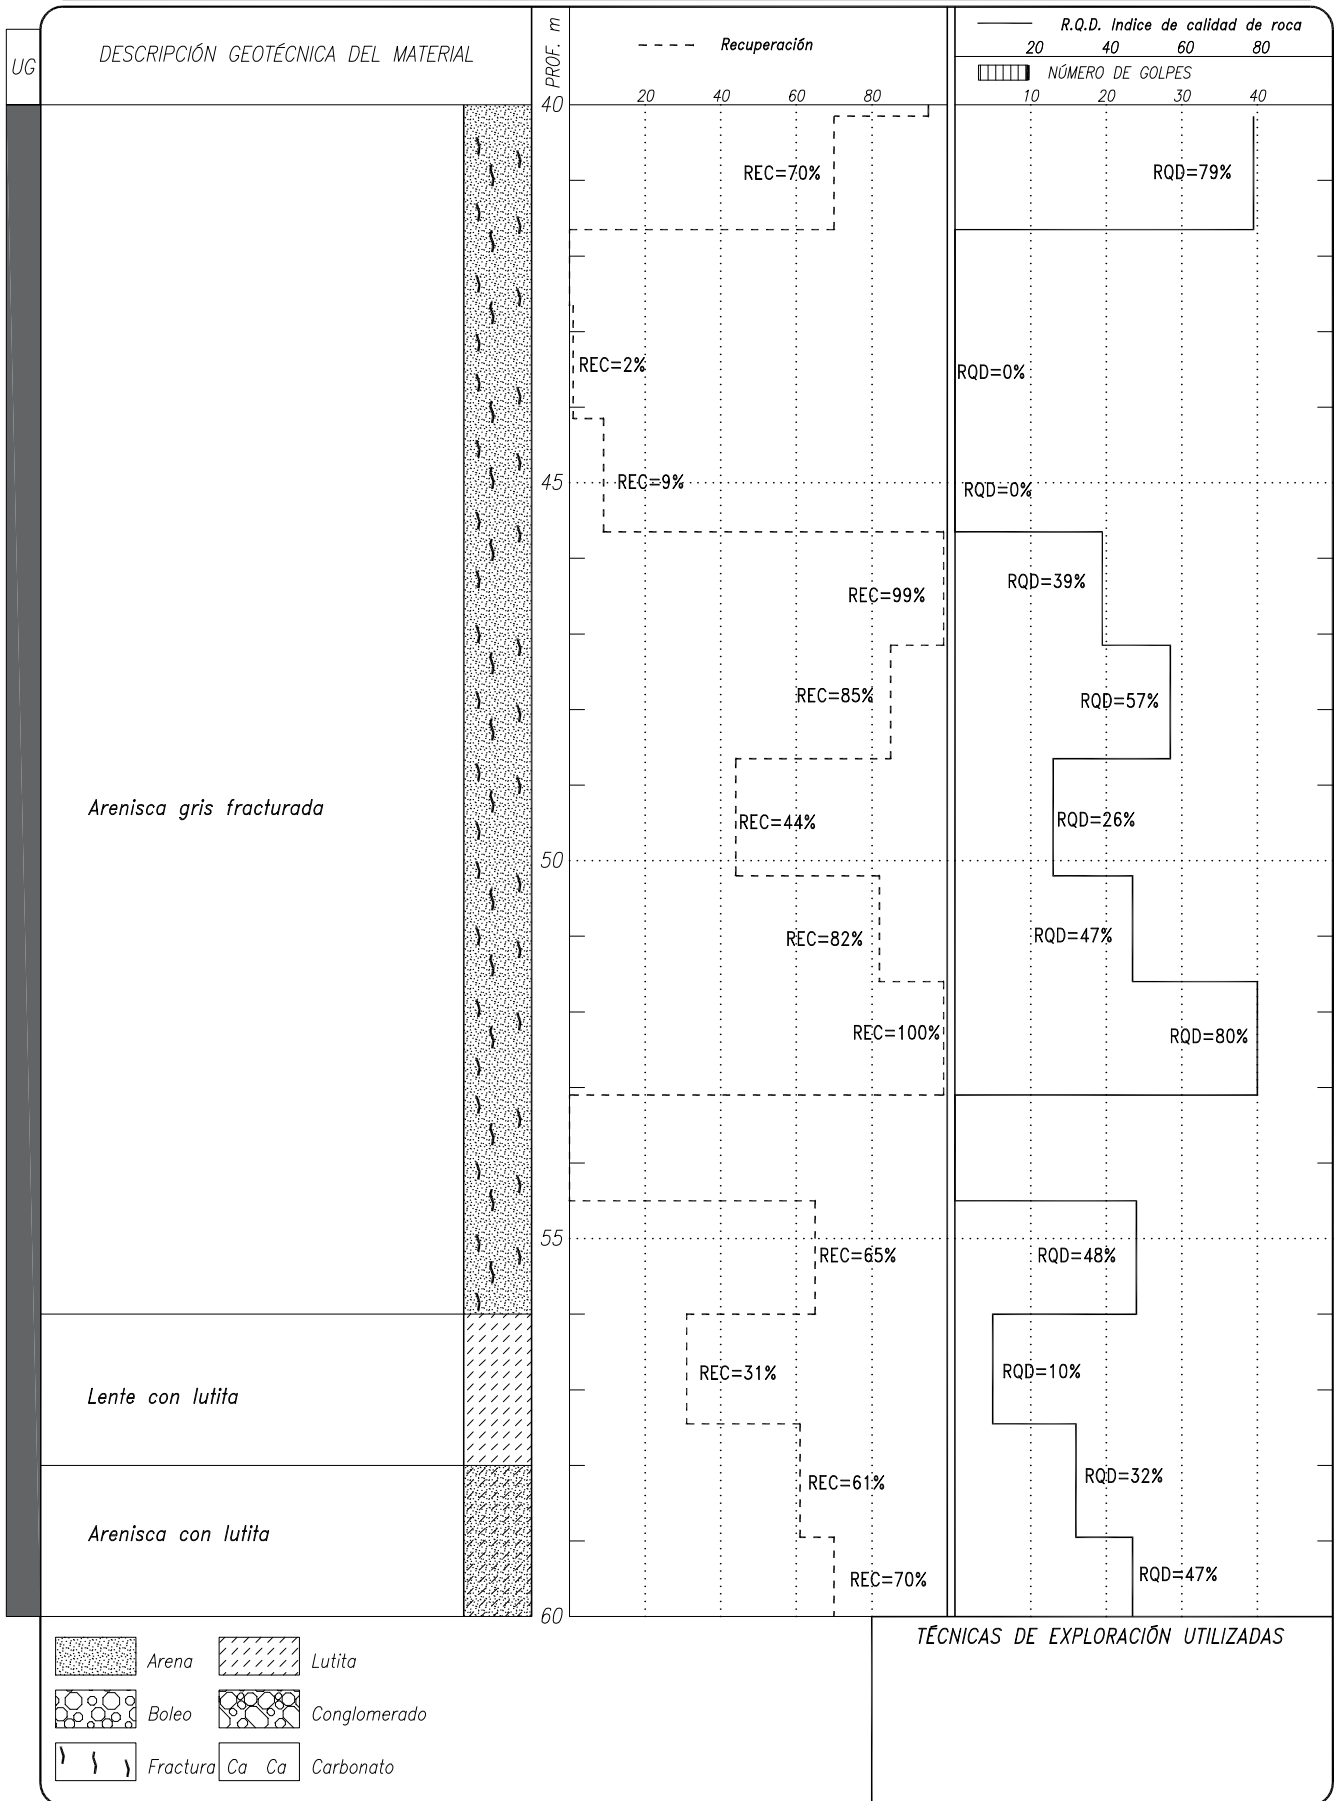 UG
DESCRIPCIÓN GEOTÉCNICA DEL MATERIAL
PROF. m
Recuperación
R.Q.D. Indice de calidad de roca
20 40 60 80
NÚMERO DE GOLPES
20 40 60 80
10 20 30 40
40
REC=70%
RQD=79%
REC=2%
RQD=0%
45
REC=9%
RQD=0%
REC=99%
RQD=39%
REC=85%
RQD=57%
Arenisca gris fracturada
REC=44%
RQD=26%
50
REC=82%
RQD=47%
REC=100%
RQD=80%
55
REC=65%
RQD=48%
Lente con lutita
REC=31%
RQD=10%
REC=61%
RQD=32%
Arenisca con lutita
REC=70%
RQD=47%
60
TÉCNICAS DE EXPLORACIÓN UTILIZADAS
Arena
Lutita
Boleo
Conglomerado
Fractura
Ca Ca
Carbonato